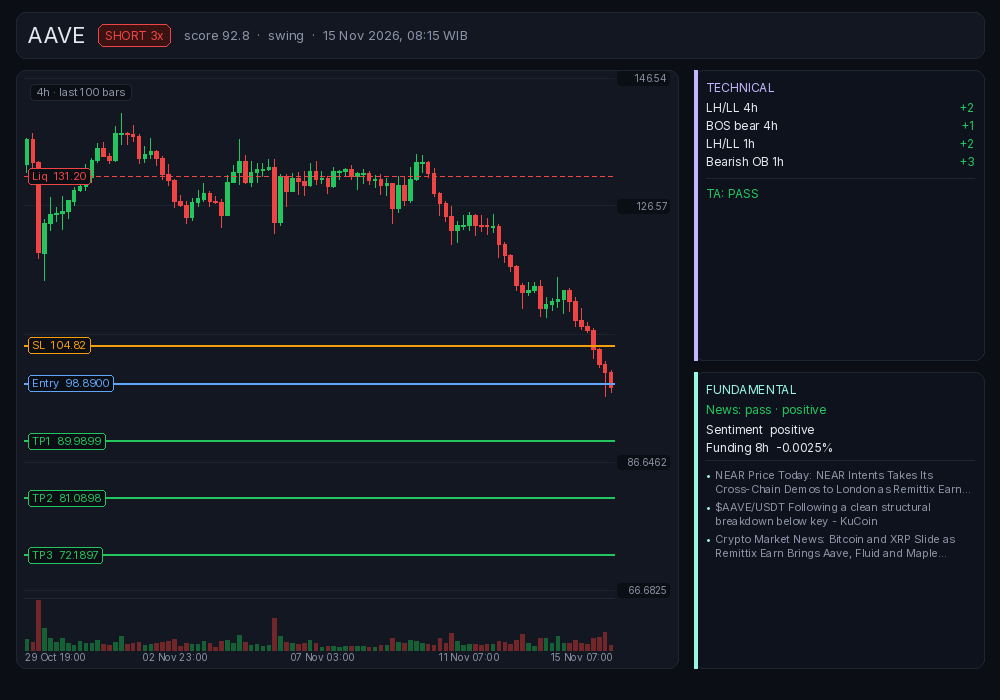 AAVE SHORT 3x score 92.8 · swing · 15 Nov 2026, 08:15 WIB
4h · last 100 bars
146.54
Liq 131.20
126.57
SL 104.82
Entry 98.8900
TP1 89.9899
86.6462
TP2 81.0898
TP3 72.1897
66.6825
29 Oct 19:00 02 Nov 23:00 07 Nov 03:00 11 Nov 07:00 15 Nov 07:00
TECHNICAL
LH/LL 4h +2
BOS bear 4h +1
LH/LL 1h +2
Bearish OB 1h +3
TA: PASS
FUNDAMENTAL
News: pass · positive
Sentiment positive
Funding 8h -0.0025%
• NEAR Price Today: NEAR Intents Takes Its
Cross-Chain Demos to London as Remittix Earn…
• $AAVE/USDT Following a clean structural
breakdown below key - KuCoin
• Crypto Market News: Bitcoin and XRP Slide as
Remittix Earn Brings Aave, Fluid and Maple…